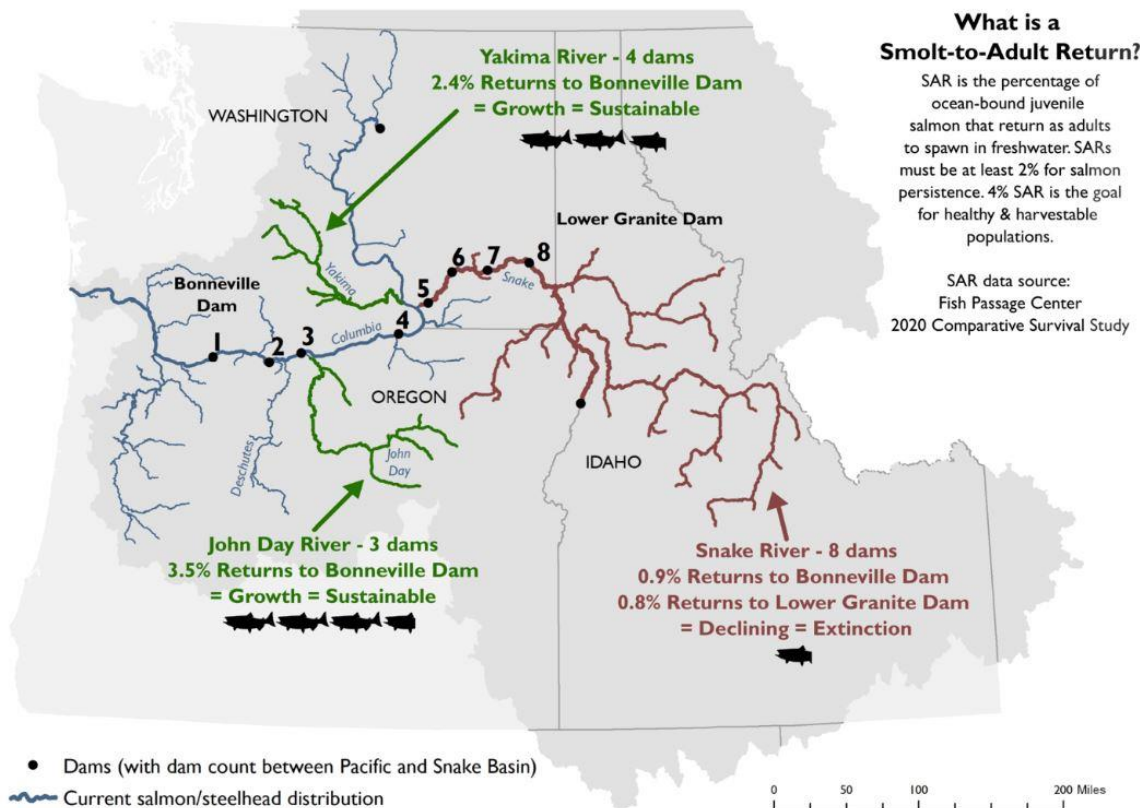 What is a
Smolt-to-Adult Return?
SAR is the percentage of
ocean-bound juvenile
salmon that return as adults
to spawn in freshwater. SARs
must be at least 2% for salmon
persistence. 4% SAR is the goal
for healthy & harvestable
populations.
SAR data source:
Fish Passage Center
2020 Comparative Survival Study
Yakima River - 4 dams
2.4% Returns to Bonneville Dam
= Growth = Sustainable
WASHINGTON
Lower Granite Dam
Yakima
Bonneville
Dam
Snake
Columbia
1
2
3
4
5
6
7
8
OREGON
Deschutes
John
Day
IDAHO
John Day River - 3 dams
3.5% Returns to Bonneville Dam
= Growth = Sustainable
Snake River - 8 dams
0.9% Returns to Bonneville Dam
0.8% Returns to Lower Granite Dam
= Declining = Extinction
Dams (with dam count between Pacific and Snake Basin)
Current salmon/steelhead distribution
0 50 100 200 Miles